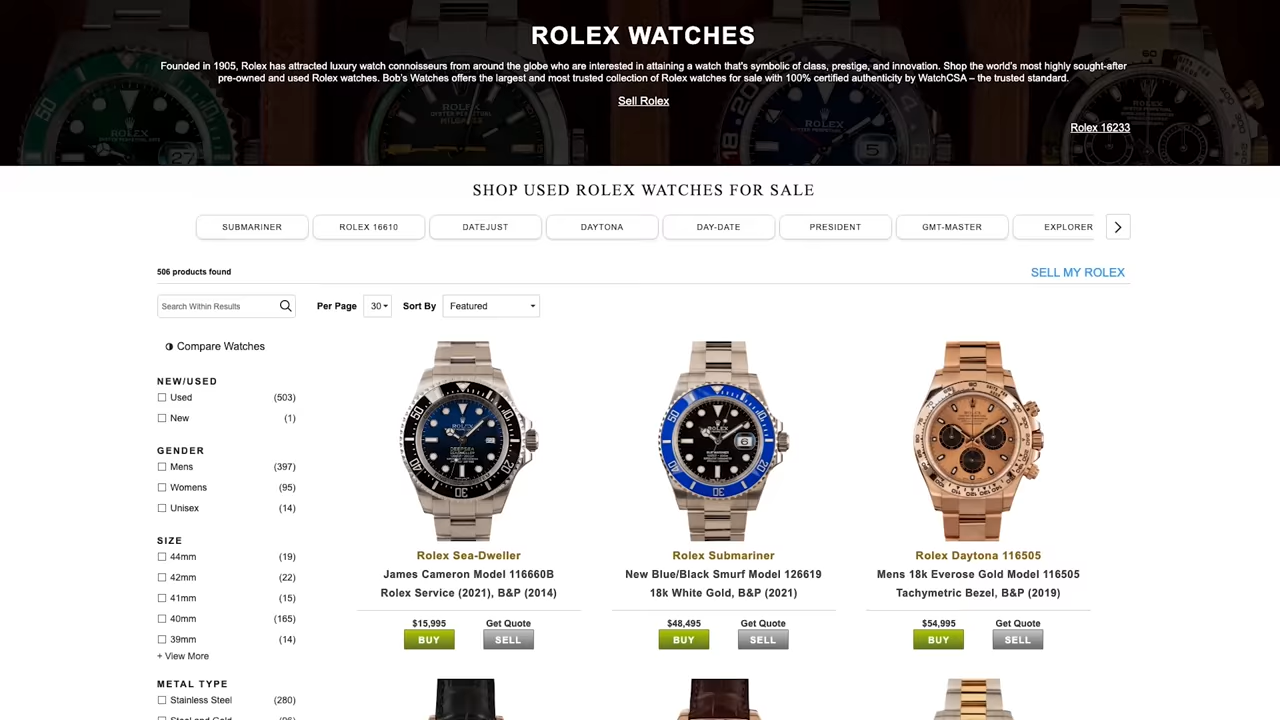 ROLEX WATCHES
Founded in 1905, Rolex has attracted luxury watch connoisseurs from around the globe who are interested in attaining a watch that's symbolic of class, prestige, and innovation. Shop the world's most highly sought-after
pre-owned and used Rolex watches. Bob's Watches offers the largest and most trusted collection of Rolex watches for sale with 100% certified authenticity by WatchCSA – the trusted standard.
Sell Rolex
Rolex 16233
SHOP USED ROLEX WATCHES FOR SALE
SUBMARINER ROLEX 16610 DATEJUST DAYTONA DAY-DATE PRESIDENT GMT-MASTER EXPLORER
506 products found
SELL MY ROLEX
Search Within Results
Per Page 30 Sort By Featured
Compare Watches
NEW/USED
Used (503)
New (1)
GENDER
Mens (397)
Womens (95)
Unisex (14)
SIZE
44mm (19)
42mm (22)
41mm (15)
40mm (165)
39mm (14)
+ View More
METAL TYPE
Stainless Steel (280)
Rolex Sea-Dweller
James Cameron Model 116660B
Rolex Service (2021), B&P (2014)
$15,995 Get Quote
BUY SELL
Rolex Submariner
New Blue/Black Smurf Model 126619
18k White Gold, B&P (2021)
$48,495 Get Quote
BUY SELL
Rolex Daytona 116505
Mens 18k Everose Gold Model 116505
Tachymetric Bezel, B&P (2019)
$54,995 Get Quote
BUY SELL